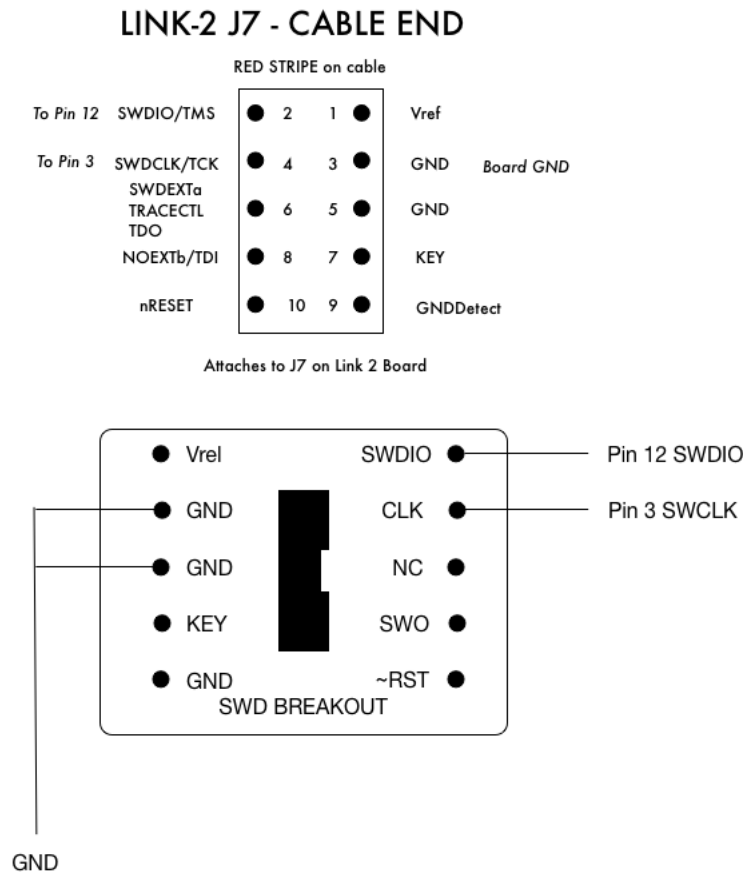 LINK-2 J7 - CABLE END
RED STRIPE on cable
To Pin 12 SWDIO/TMS 2 1 Vref
To Pin 3 SWDCLK/TCK 4 3 GND Board GND
SWDEXTa
TRACECTL 6 5 GND
TDO
NOEXTb/TDI 8 7 KEY
nRESET 10 9 GNDDetect
Attaches to J7 on Link 2 Board
Vrel SWDIO Pin 12 SWDIO
GND CLK Pin 3 SWCLK
GND NC
KEY SWO
GND ~RST
SWD BREAKOUT
GND